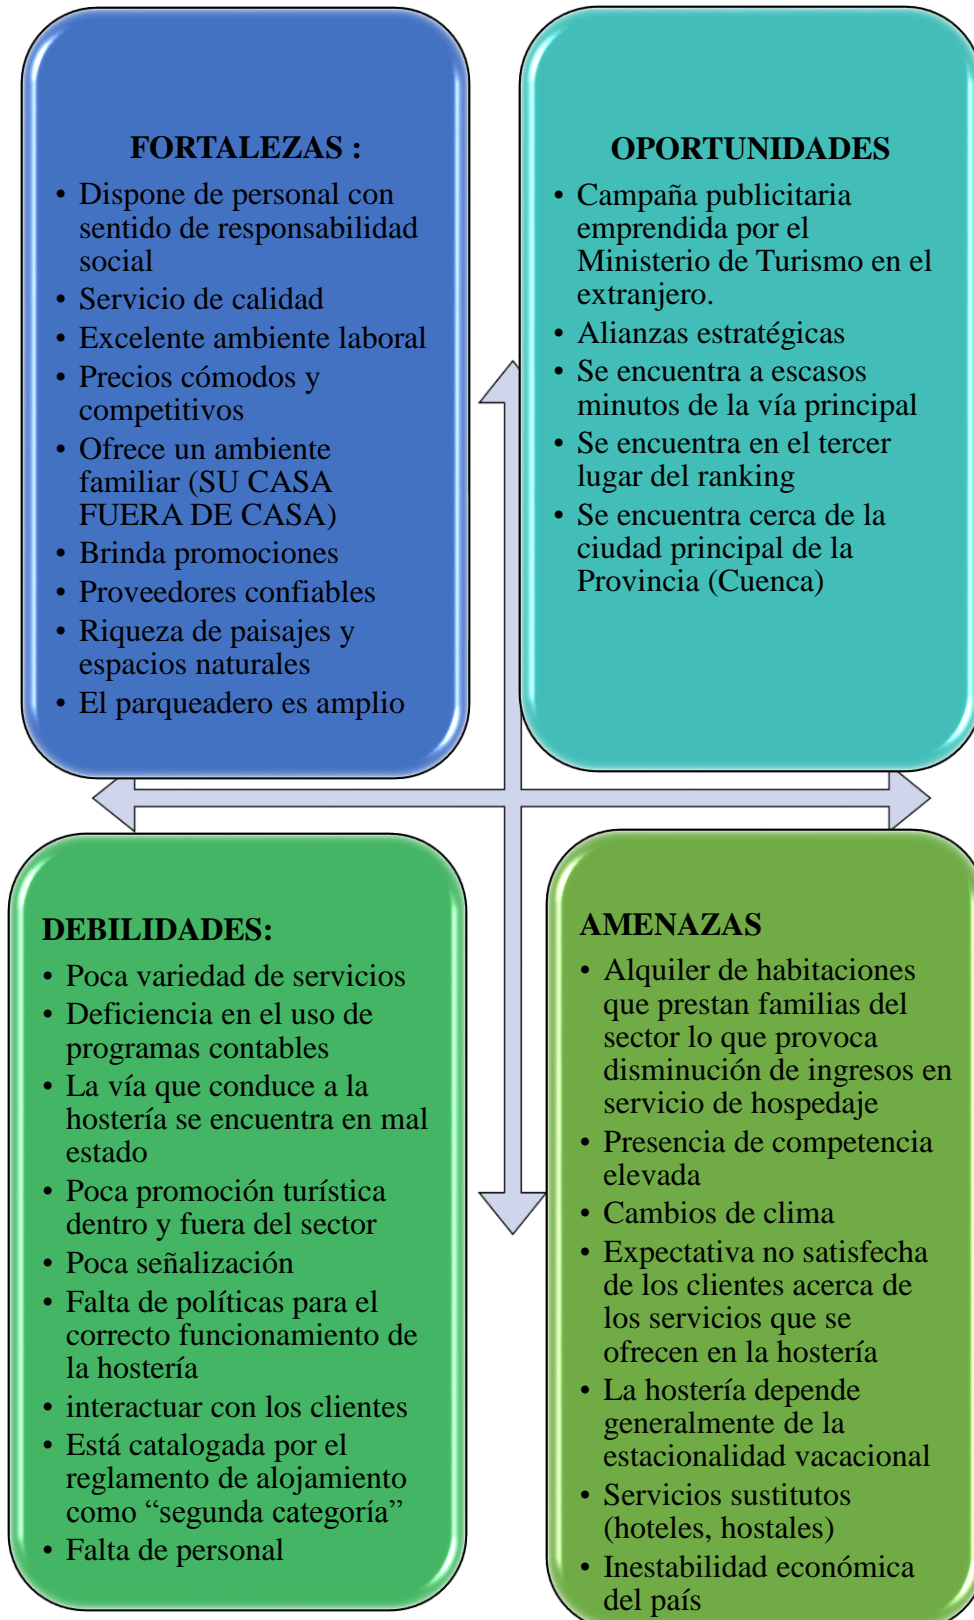 FORTALEZAS :
• Dispone de personal con
sentido de responsabilidad
social
• Servicio de calidad
• Excelente ambiente laboral
• Precios cómodos y
competitivos
• Ofrece un ambiente
familiar (SU CASA
FUERA DE CASA)
• Brinda promociones
• Proveedores confiables
• Riqueza de paisajes y
espacios naturales
• El parqueadero es amplio
OPORTUNIDADES
• Campaña publicitaria
emprendida por el
Ministerio de Turismo en el
extranjero.
• Alianzas estratégicas
• Se encuentra a escasos
minutos de la vía principal
• Se encuentra en el tercer
lugar del ranking
• Se encuentra cerca de la
ciudad principal de la
Provincia (Cuenca)
DEBILIDADES:
• Poca variedad de servicios
• Deficiencia en el uso de
programas contables
• La vía que conduce a la
hostería se encuentra en mal
estado
• Poca promoción turística
dentro y fuera del sector
• Poca señalización
• Falta de políticas para el
correcto funcionamiento de
la hostería
• interactuar con los clientes
• Está catalogada por el
reglamento de alojamiento
como “segunda categoría”
• Falta de personal
AMENAZAS
• Alquiler de habitaciones
que prestan familias del
sector lo que provoca
disminución de ingresos en
servicio de hospedaje
• Presencia de competencia
elevada
• Cambios de clima
• Expectativa no satisfecha
de los clientes acerca de
los servicios que se
ofrecen en la hostería
• La hostería depende
generalmente de la
estacionalidad vacacional
• Servicios sustitutos
(hoteles, hostales)
• Inestabilidad económica
del país